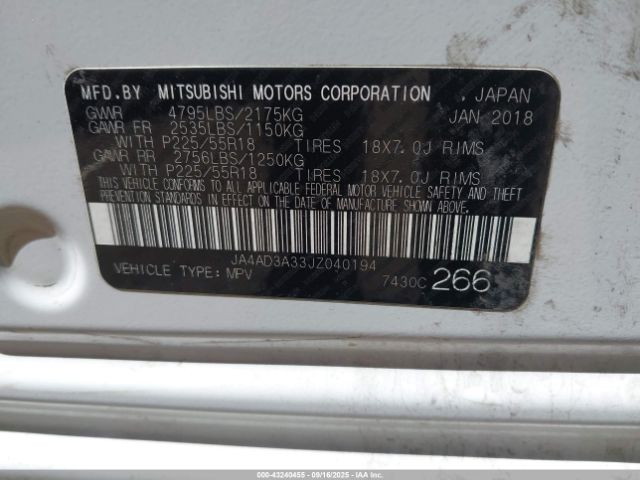 MFD.BY MITSUBISHI MOTORS CORPORATION , JAPAN
GVWR 4795LBS/2175KG JAN 2018
GAWR FR 2535LBS/1150KG
WITH P225/55R18 TIRES 18X7.0J RIMS
GAWR RR 2756LBS/1250KG
WITH P225/55R18 TIRES 18X7.0J RIMS
THIS VEHICLE CONFORMS TO ALL APPLICABLE FEDERAL MOTOR VEHICLE SAFETY AND THEFT
PREVENTION STANDARDS IN EFFECT ON THE DATE OF MANUFACTURE SHOWN ABOVE.
JA4AD3A33JZ040194
VEHICLE TYPE: MPV 7430C 266
000-43240455 - 09/16/2025 - IAAI.COM